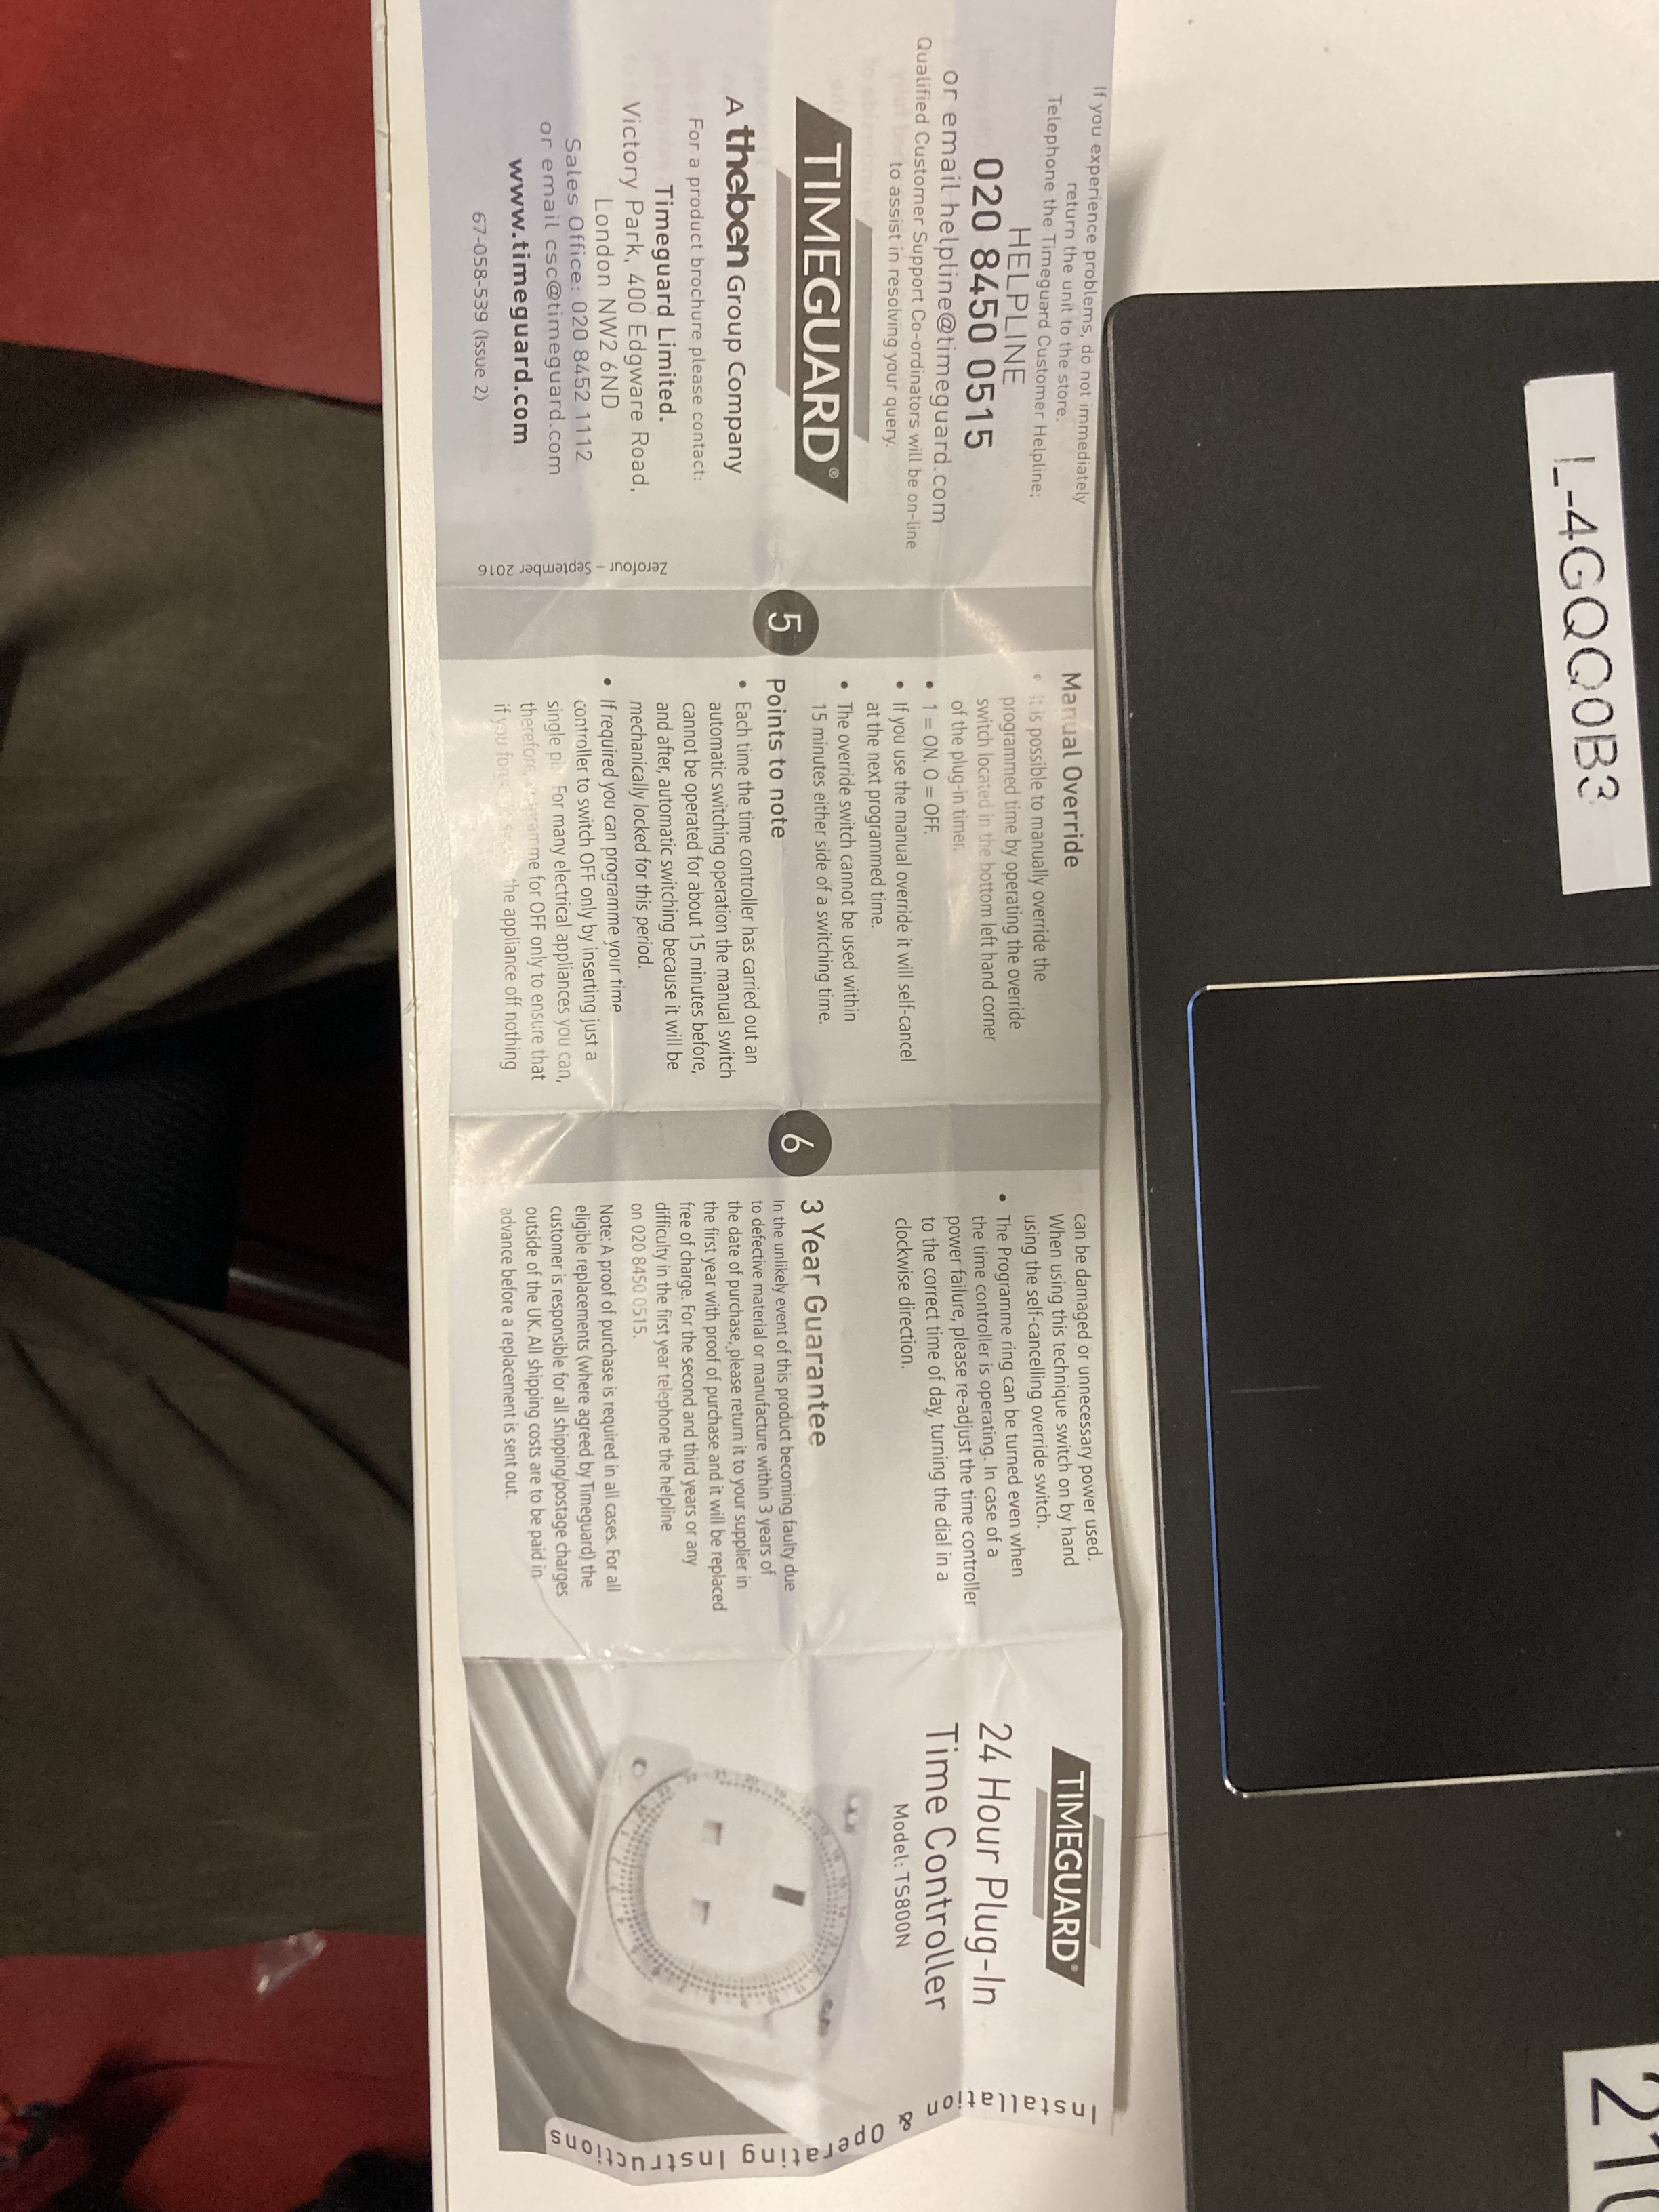 If you experience problems, do not immediately
return the unit to the store.
Telephone the Timeguard Customer Helpline;
HELPLINE
020 8450 0515
or email helpline@timeguard.com
Qualified Customer Support Co-ordinators will be on-line
to assist in resolving your query.
TIMEGUARD®
A theben Group Company
For a product brochure please contact:
Timeguard Limited.
Victory Park, 400 Edgware Road,
London NW2 6ND
Sales Office: 020 8452 1112
or email csc@timeguard.com
www.timeguard.com
67-058-539 (Issue 2)
Zerofour – September 2016
Manual Override
• It is possible to manually override the
programmed time by operating the override
switch located in the bottom left hand corner
of the plug-in timer.
• 1 = ON. 0 = OFF.
• If you use the manual override it will self-cancel
at the next programmed time.
• The override switch cannot be used within
15 minutes either side of a switching time.
5
Points to note
• Each time the time controller has carried out an
automatic switching operation the manual switch
cannot be operated for about 15 minutes before,
and after, automatic switching because it will be
mechanically locked for this period.
• If required you can programme your time
controller to switch OFF only by inserting just a
single For many electrical appliances you can,
therefore, programme for OFF only to ensure that
if you the appliance off nothing
can be damaged or unnecessary power used.
When using this technique switch on by hand
using the self-cancelling override switch.
• The Programme ring can be turned even when
the time controller is operating. In case of a
power failure, please re-adjust the time controller
to the correct time of day, turning the dial in a
clockwise direction.
6
3 Year Guarantee
In the unlikely event of this product becoming faulty due
to defective material or manufacture within 3 years of
the date of purchase, please return it to your supplier in
the first year with proof of purchase and it will be replaced
free of charge. For the second and third years or any
difficulty in the first year telephone the helpline
on 020 8450 0515.
Note: A proof of purchase is required in all cases. For all
eligible replacements (where agreed by Timeguard) the
customer is responsible for all shipping/postage charges
outside of the UK. All shipping costs are to be paid in
advance before a replacement is sent out.
TIMEGUARD®
24 Hour Plug-In
Time Controller
Model: TS800N
Installation & Operating Instructions
L-4GQQ0B3